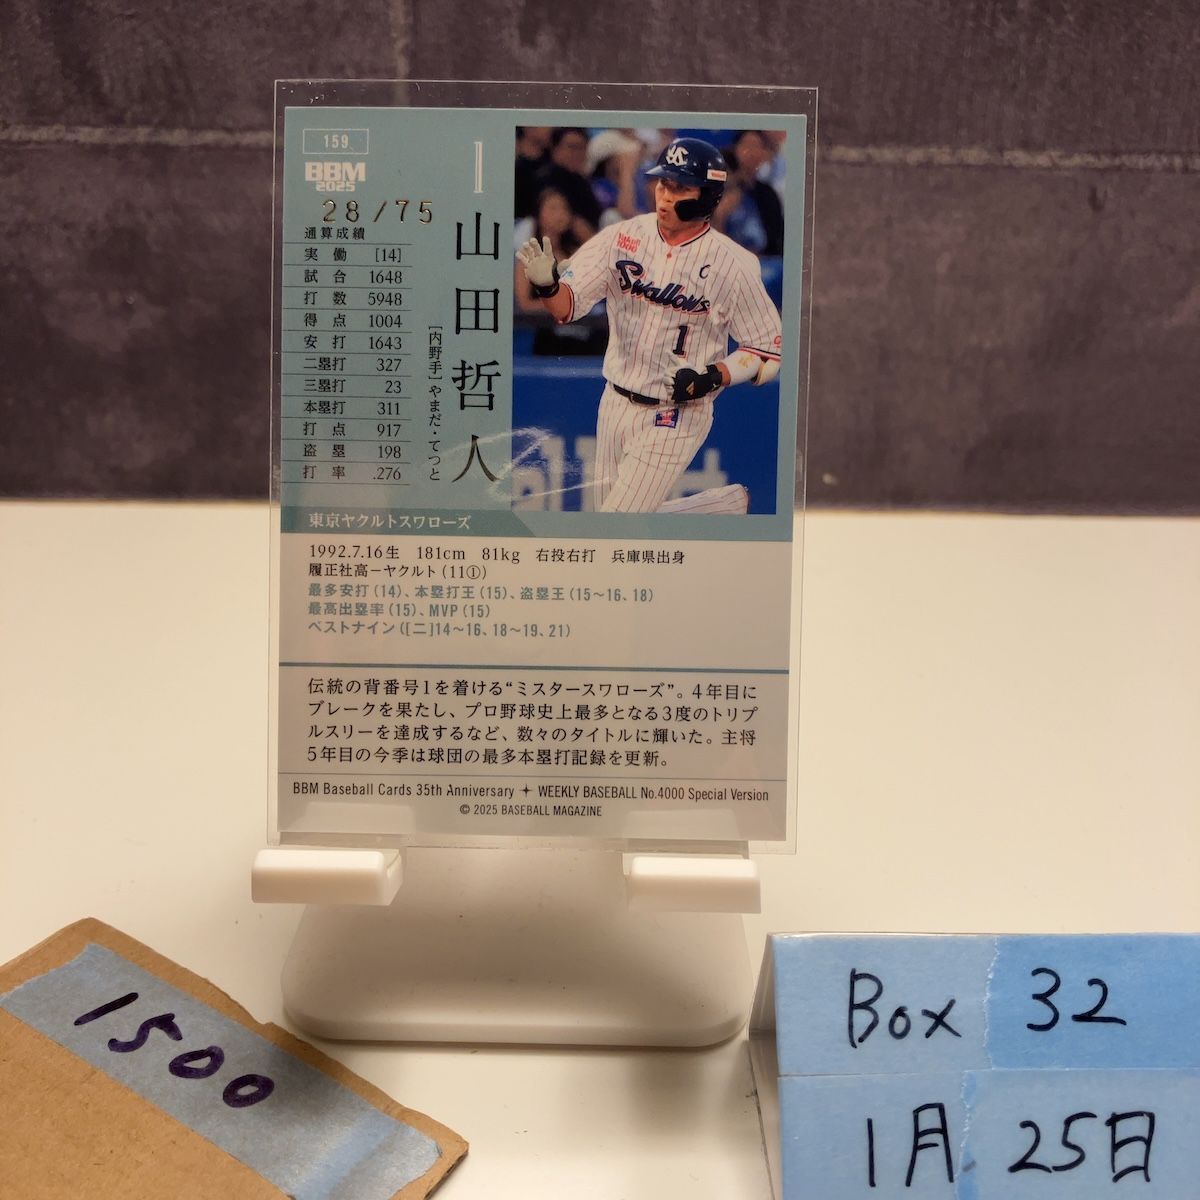 159
BBM
2025
28/75
通算成績
実働 [14]
試合 1648
打数 5948
得点 1004
安打 1643
二塁打 327
三塁打 23
本塁打 311
打点 917
盗塁 198
打率 .276
1
山田哲人
[内野手]やまだ・てつと
Yakult
1000
C
Swallows
1
東京ヤクルトスワローズ
1992.7.16生 181cm 81kg 右投右打 兵庫県出身
履正社高ーヤクルト(11①)
最多安打(14)、本塁打王(15)、盗塁王(15〜16、18)
最高出塁率(15)、MVP(15)
ベストナイン([二]14〜16、18〜19、21)
伝統の背番号1を着ける“ミスタースワローズ”。4年目に
ブレークを果たし、プロ野球史上最多となる3度のトリプ
ルスリーを達成するなど、数々のタイトルに輝いた。主将
5年目の今季は球団の最多本塁打記録を更新。
BBM Baseball Cards 35th Anniversary ✦ WEEKLY BASEBALL No.4000 Special Version
© 2025 BASEBALL MAGAZINE
1500
Box 32
1月25日